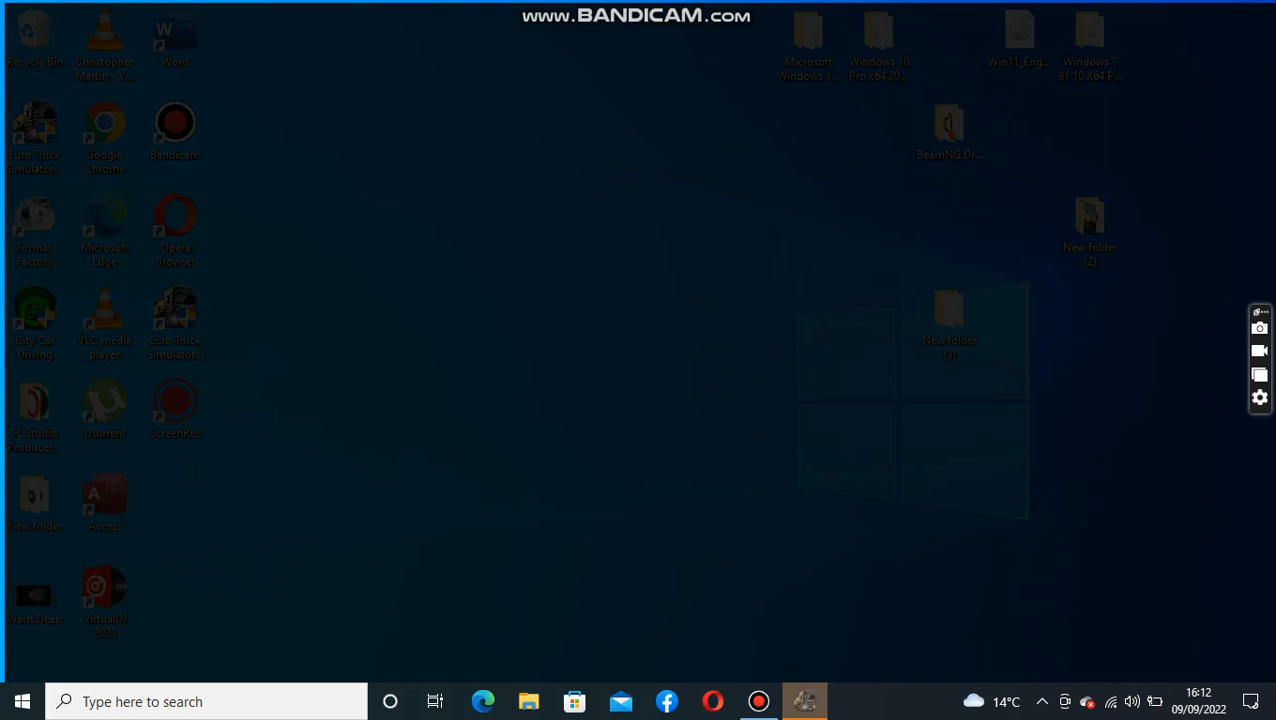 www.BANDICAM.com
Recycle Bin
Christopher
Martin - Y...
Word
Microsoft
Windows 1...
Windows 10
Pro x64 20...
Win11_Eng...
Windows 7
81 10 X64 P...
Euro Truck
Simulator...
Google
Chrome
Bandicam
BeamNG.Dr...
Format
Factory
Microsoft
Edge
Opera
Browser
New folder
(2)
City Car
Driving
VLC media
player
Euro Truck
Simulator...
New folder
(3)
FL Studio
Producer...
µTorrent
ScreenRec
New folder
Access
Waist Deep
VirtualDJ
2021
Type here to search
14°C
16:12
09/09/2022